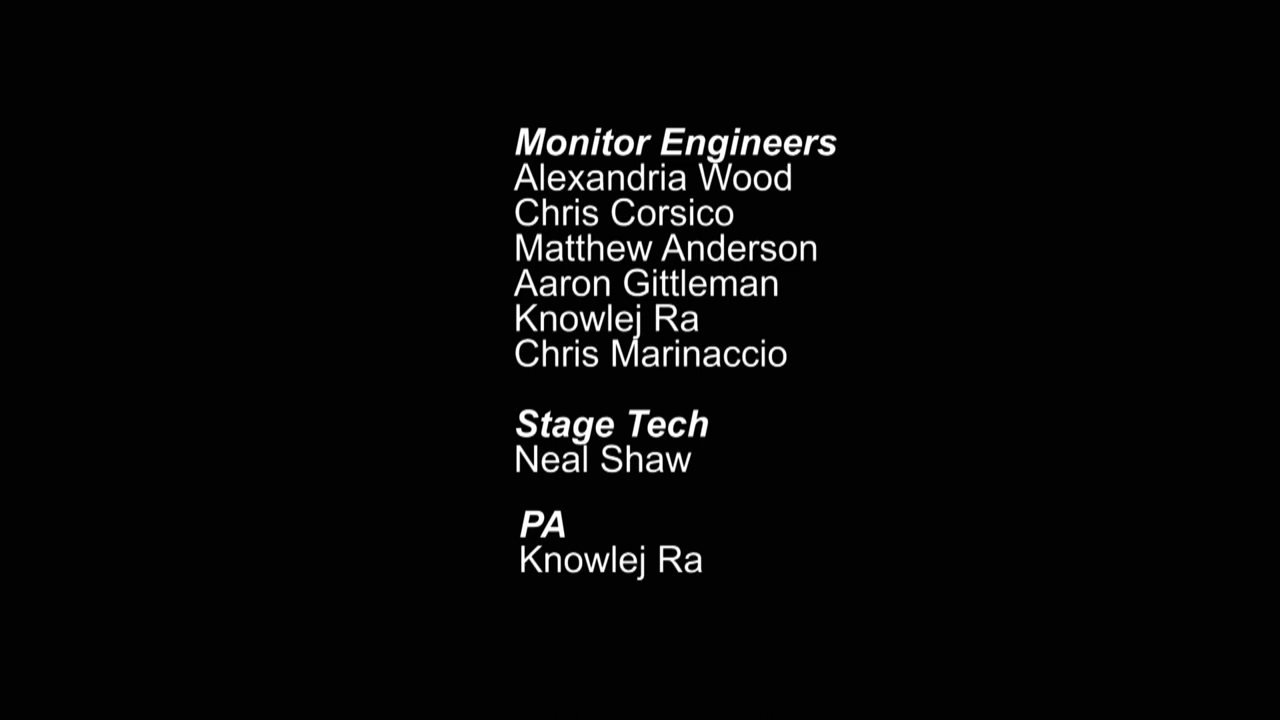 Monitor Engineers
Alexandria Wood
Chris Corsico
Matthew Anderson
Aaron Gittleman
Knowlej Ra
Chris Marinaccio
Stage Tech
Neal Shaw
PA
Knowlej Ra